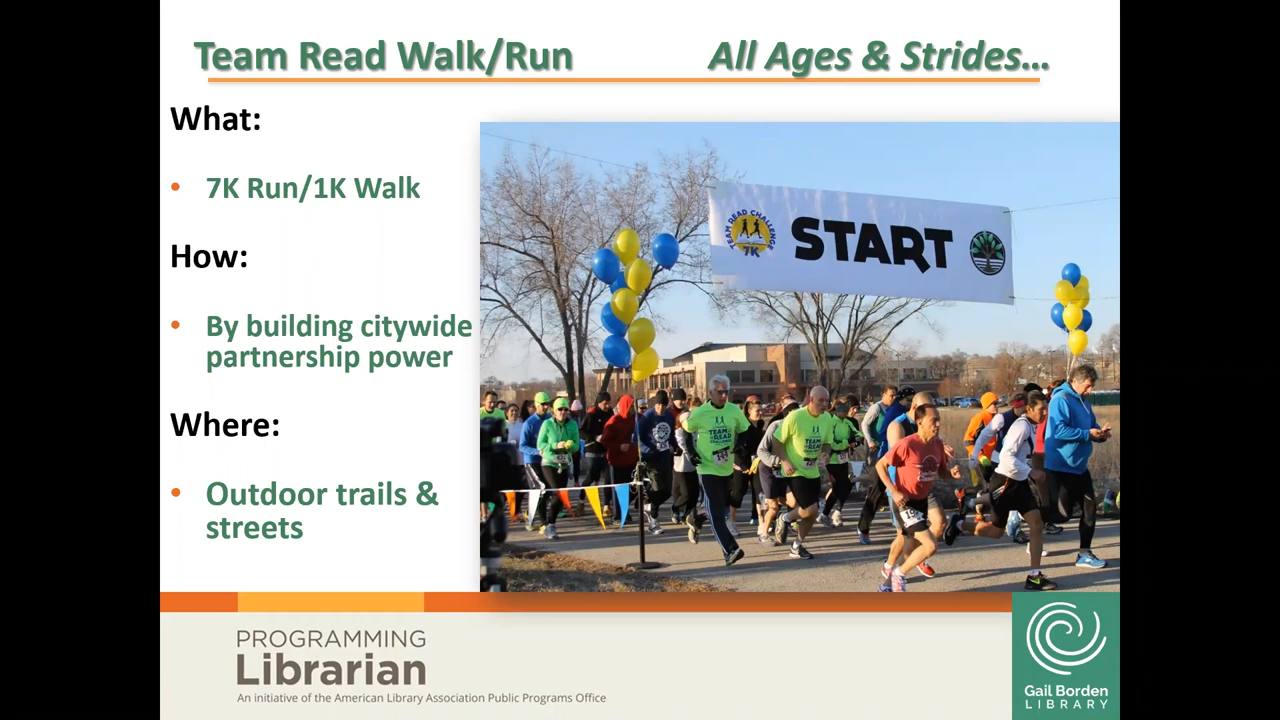 Team Read Walk/Run
All Ages & Strides…
What:
• 7K Run/1K Walk
How:
• By building citywide
partnership power
Where:
• Outdoor trails &
streets
TEAM READ CHALLENGE
7K
START
TEAM
READ
PROGRAMMING
Librarian
An initiative of the American Library Association Public Programs Office
Gail Borden
LIBRARY